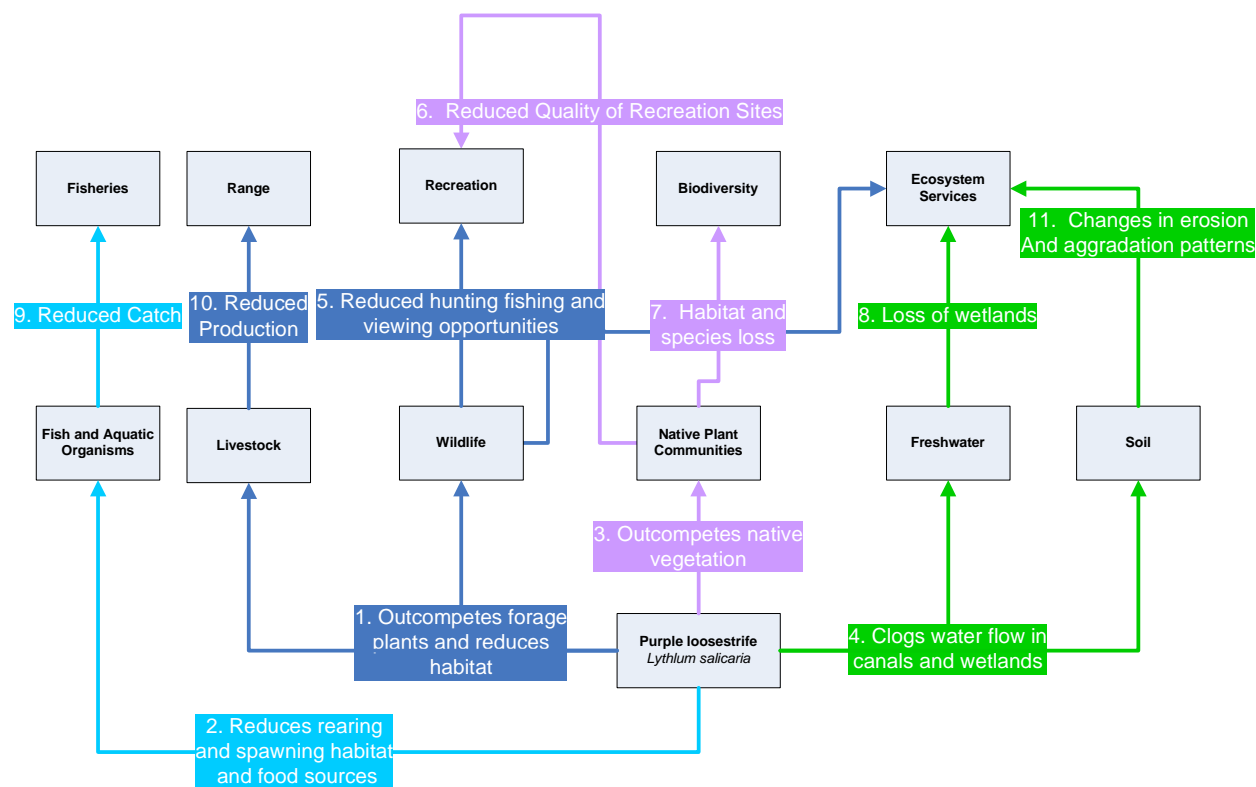 6.  Reduced Quality of Recreation Sites
Fisheries
Range
Recreation
Biodiversity
Ecosystem
Services
11.  Changes in erosion
And aggradation patterns
9. Reduced Catch
10. Reduced
Production
5. Reduced hunting fishing and
viewing opportunities
7.  Habitat and
species loss
8. Loss of wetlands
Fish and Aquatic
Organisms
Livestock
Wildlife
Native Plant
Communities
Freshwater
Soil
3. Outcompetes native
vegetation
1. Outcompetes forage
plants and reduces
habitat
Purple loosestrife
Lythlum salicaria
4. Clogs water flow in
canals and wetlands
2. Reduces rearing
and spawning habitat
and food sources